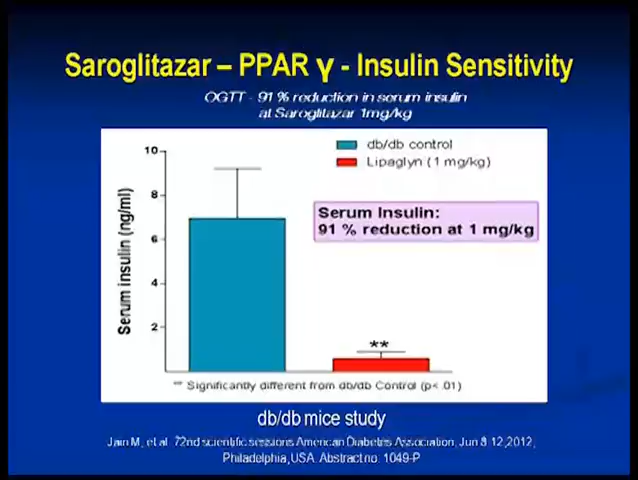 Saroglitazar – PPAR γ - Insulin Sensitivity
OGTT - 91 % reduction in serum insulin
at Saroglitazar 1mg/kg
db/db control
Lipaglyn (1 mg/kg)
Serum Insulin:
91 % reduction at 1 mg/kg
Serum insulin (ng/ml)
10
8
6
4
2
**
** Significantly different from db/db Control (p<.01)
db/db mice study
Jain M, et al. 72nd scientific sessions American Diabetes Association, Jun 8-12,2012,
Philadelphia,USA. Abstract no. 1049-P